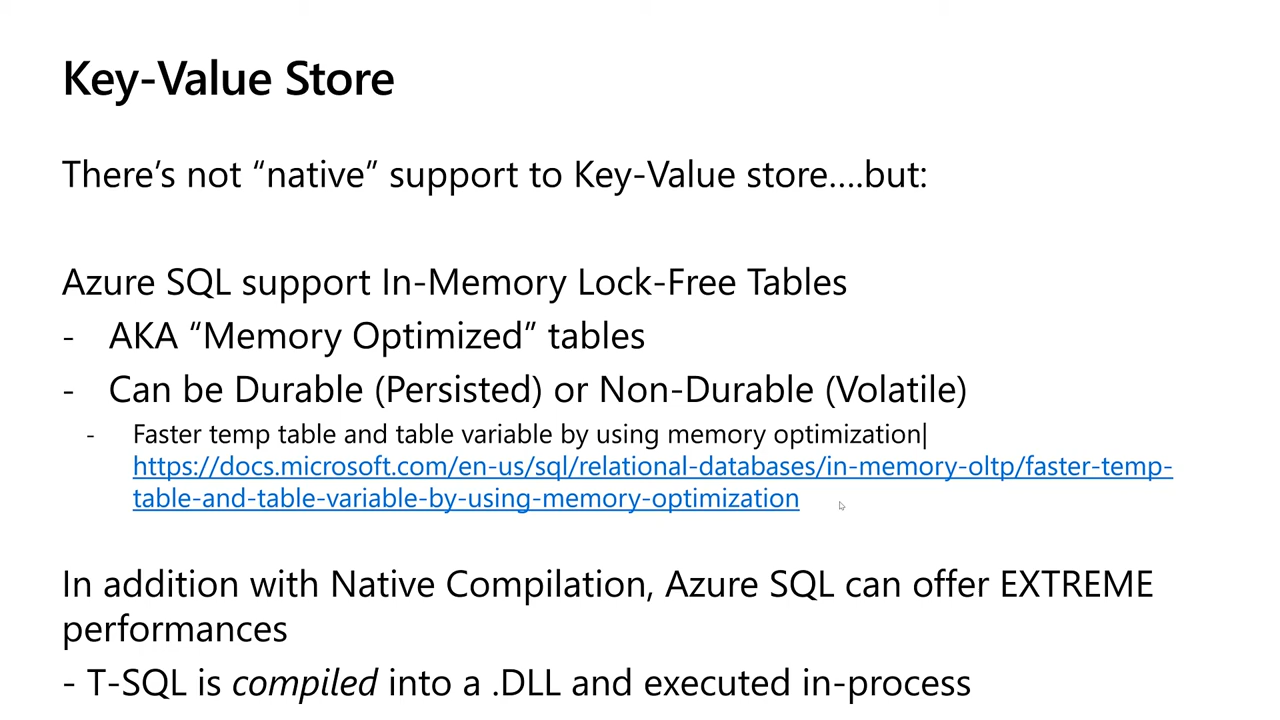 Key-Value Store
There’s not “native” support to Key-Value store….but:
Azure SQL support In-Memory Lock-Free Tables
- AKA “Memory Optimized” tables
- Can be Durable (Persisted) or Non-Durable (Volatile)
- Faster temp table and table variable by using memory optimization|
https://docs.microsoft.com/en-us/sql/relational-databases/in-memory-oltp/faster-temp-
table-and-table-variable-by-using-memory-optimization
In addition with Native Compilation, Azure SQL can offer EXTREME
performances
- T-SQL is compiled into a .DLL and executed in-process